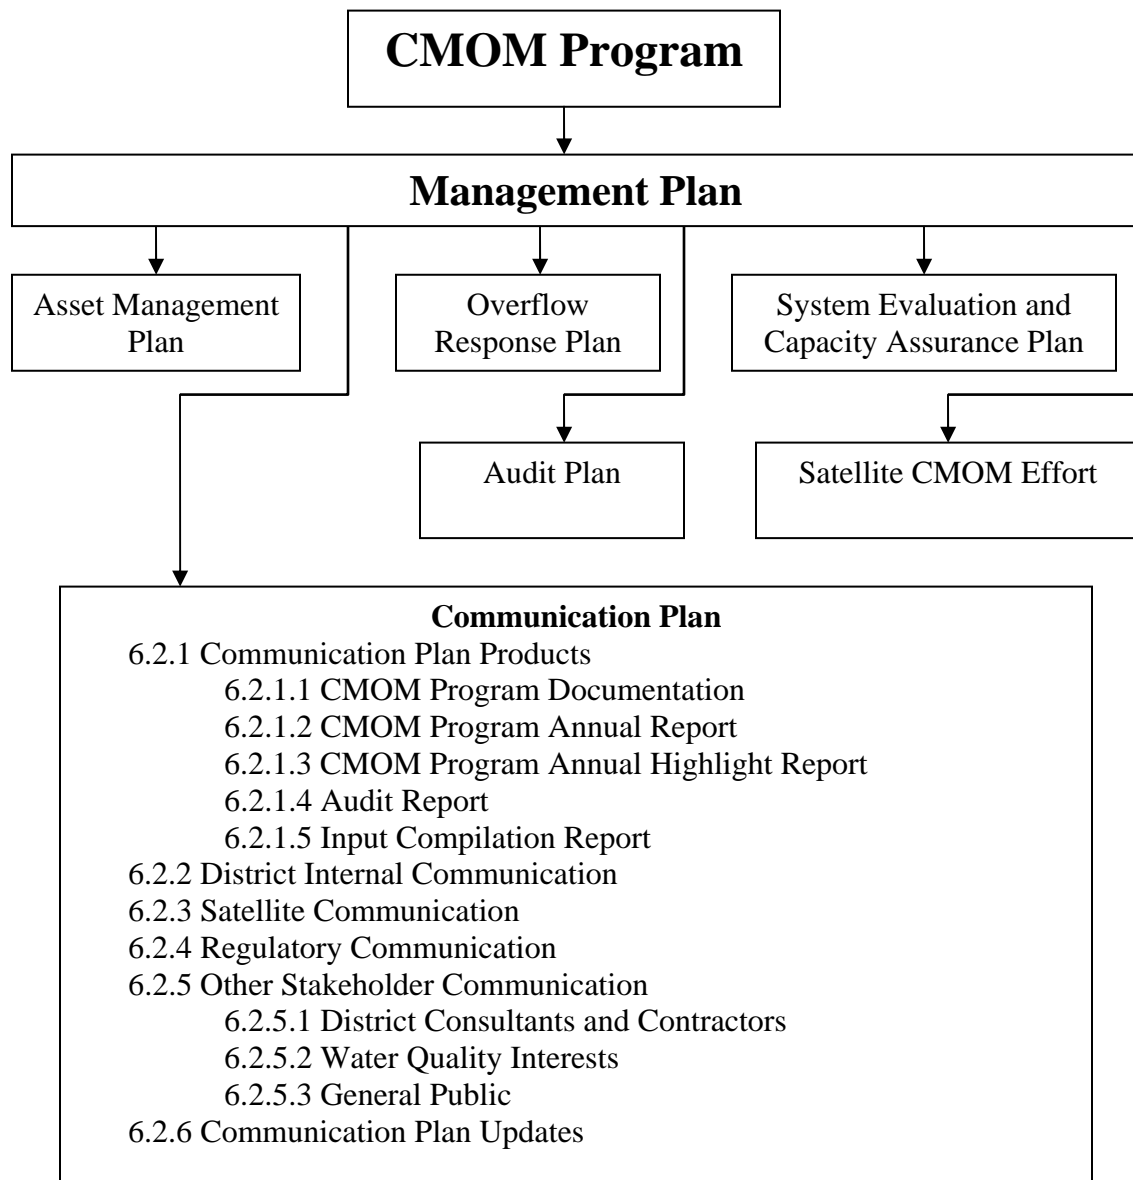 CMOM Program
Management Plan
Asset Management
Plan
Overflow
Response Plan
System Evaluation and
Capacity Assurance Plan
Audit Plan
Satellite CMOM Effort
Communication Plan
6.2.1 Communication Plan Products
6.2.1.1 CMOM Program Documentation
6.2.1.2 CMOM Program Annual Report
6.2.1.3 CMOM Program Annual Highlight Report
6.2.1.4 Audit Report
6.2.1.5 Input Compilation Report
6.2.2 District Internal Communication
6.2.3 Satellite Communication
6.2.4 Regulatory Communication
6.2.5 Other Stakeholder Communication
6.2.5.1 District Consultants and Contractors
6.2.5.2 Water Quality Interests
6.2.5.3 General Public
6.2.6 Communication Plan Updates